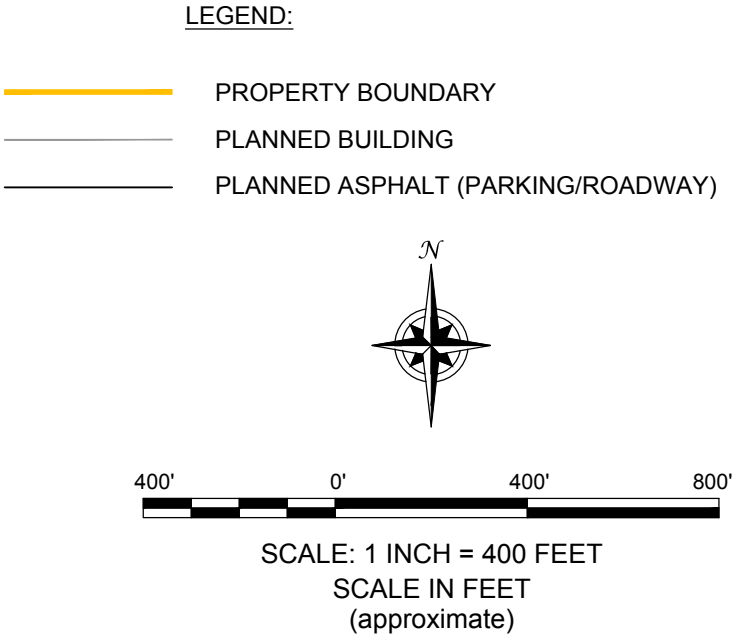 LEGEND:
PROPERTY BOUNDARY
PLANNED BUILDING
PLANNED ASPHALT (PARKING/ROADWAY)
N
400' 0' 400' 800'
SCALE: 1 INCH = 400 FEET
SCALE IN FEET
(approximate)